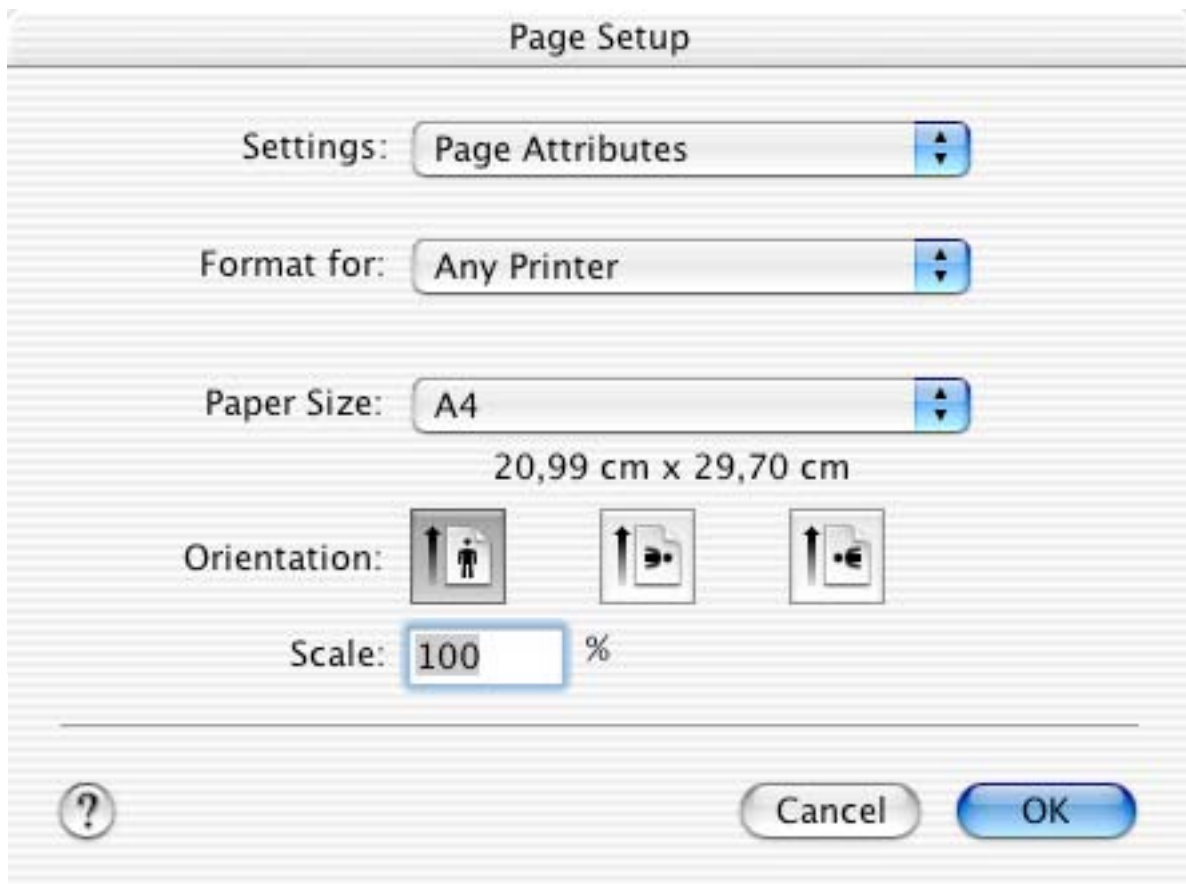 Page Setup
Settings: Page Attributes
Format for: Any Printer
Paper Size: A4
20,99 cm x 29,70 cm
Orientation:
Scale: 100 %
? Cancel OK